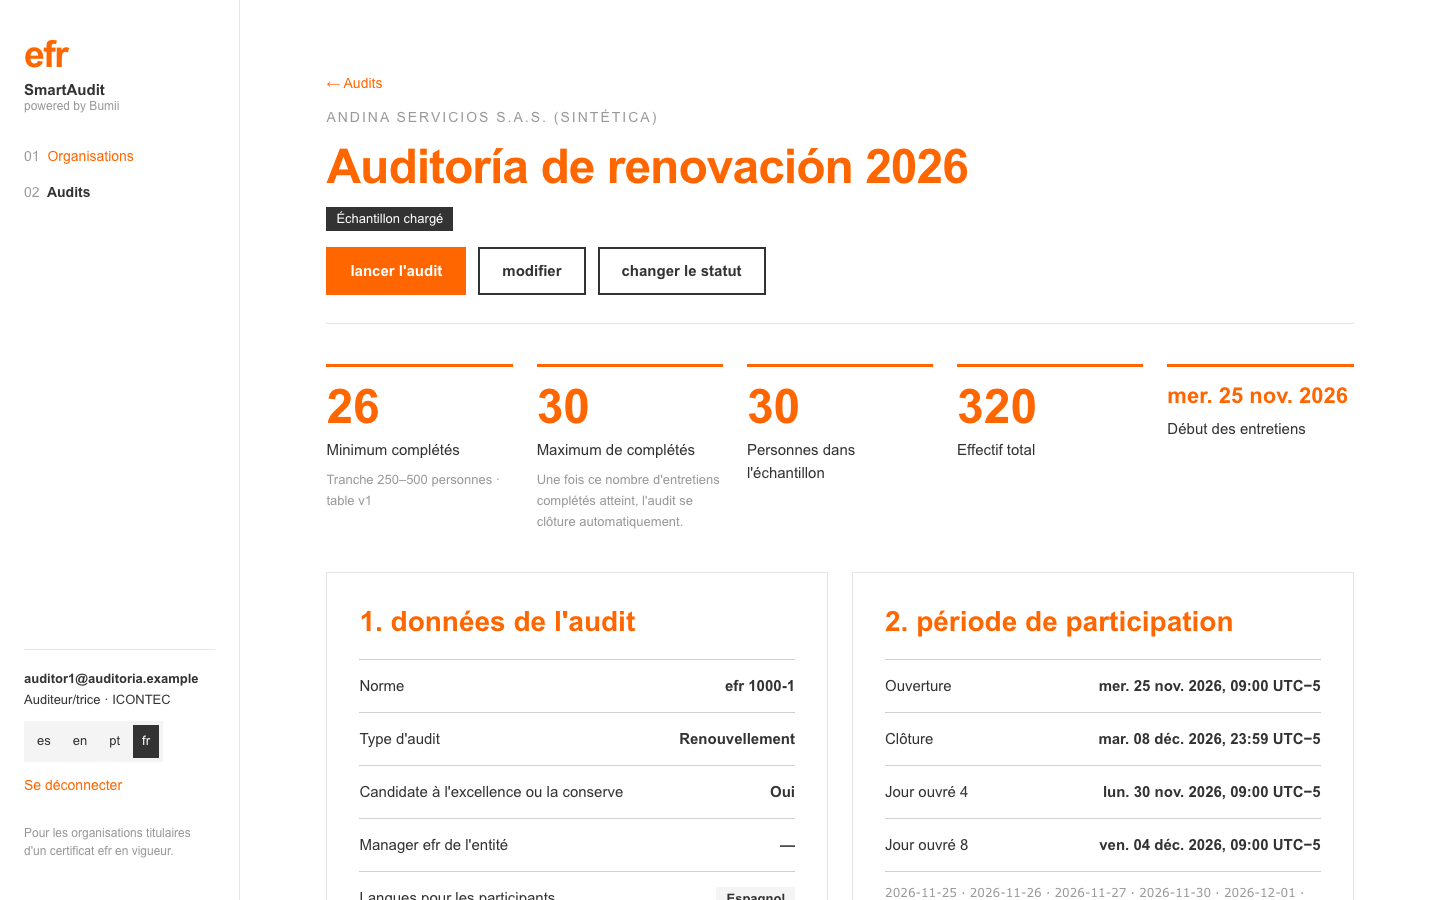 efr
SmartAudit
powered by Bumii
01 Organisations
02 Audits
auditor1@auditoria.example
Auditeur/trice · ICONTEC
es en pt fr
Se déconnecter
Pour les organisations titulaires
d'un certificat efr en vigueur.
← Audits
ANDINA SERVICIOS S.A.S. (SINTÉTICA)
Auditoría de renovación 2026
Échantillon chargé
lancer l'audit modifier changer le statut
26
Minimum complétés
Tranche 250–500 personnes ·
table v1
30
Maximum de complétés
Une fois ce nombre d'entretiens
complétés atteint, l'audit se
clôture automatiquement.
30
Personnes dans
l'échantillon
320
Effectif total
mer. 25 nov. 2026
Début des entretiens
1. données de l'audit
Norme efr 1000-1
Type d'audit Renouvellement
Candidate à l'excellence ou la conserve Oui
Manager efr de l'entité —
Langues pour les participants Espagnol
2. période de participation
Ouverture mer. 25 nov. 2026, 09:00 UTC−5
Clôture mar. 08 déc. 2026, 23:59 UTC−5
Jour ouvré 4 lun. 30 nov. 2026, 09:00 UTC−5
Jour ouvré 8 ven. 04 déc. 2026, 09:00 UTC−5
2026-11-25 · 2026-11-26 · 2026-11-27 · 2026-11-30 · 2026-12-01 ·